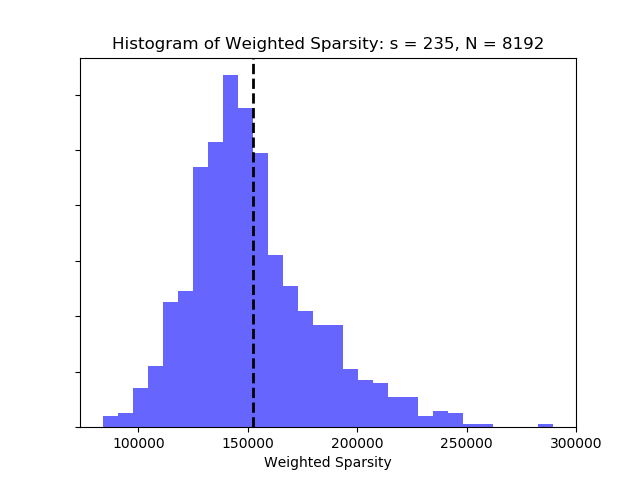 Histogram of Weighted Sparsity: s = 235, N = 8192
100000 150000 200000 250000 300000
Weighted Sparsity